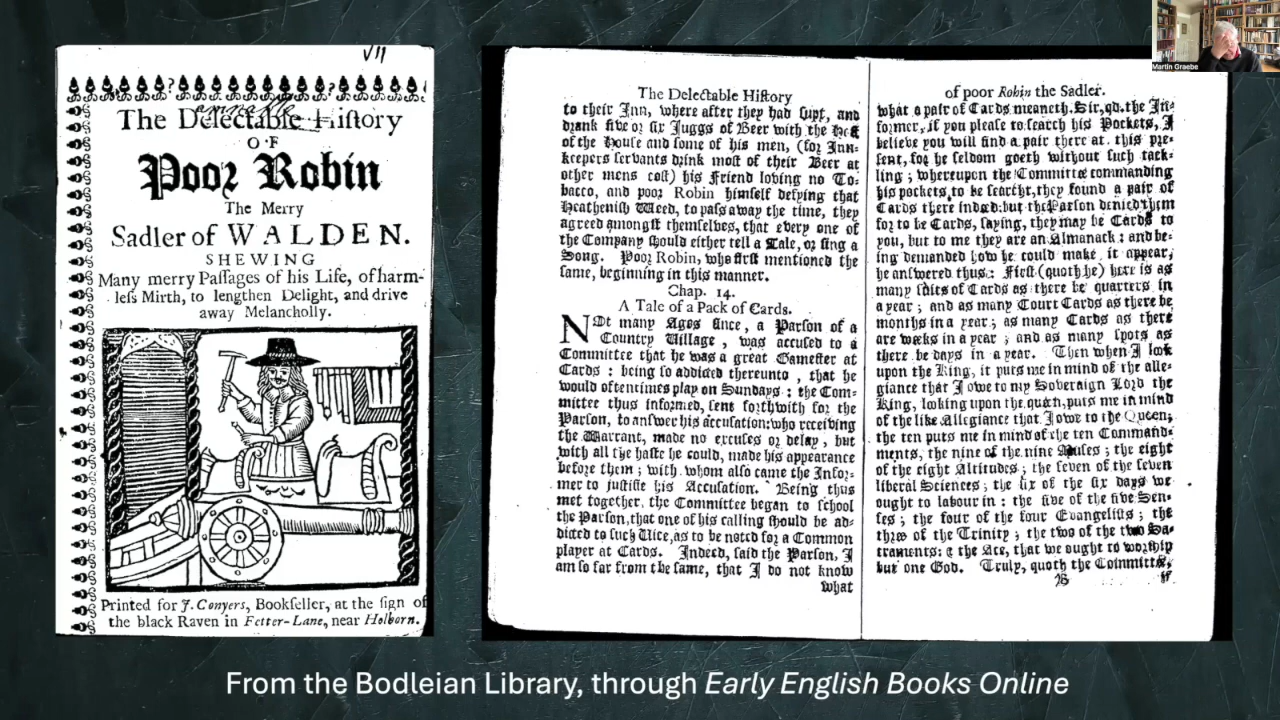 VII
The Delectable Hiſtory
OF
Poor Robin
The Merry
Sadler of WALDEN.
SHEWING
Many merry Paſſages of his Life, of harm-
leſs Mirth, to lengthen Delight, and drive
away Melancholly.
Printed for J. Conyers, Bookſeller, at the ſign of
the black Raven in Fetter-Lane, near Holborn.
The Delectable Hiſtory
to their Inn, where after they had ſupt, and
drank five or ſix Juggs of Beer with the Hoſt
of the Houſe and ſome of his men, (for Inn-
keepers ſervants drink moſt of their Beer at
other mens coſt) his Friend loving no To-
bacco, and poor Robin himſelf defying that
Heatheniſh Weed, to paſs away the time, they
agreed amongſt themſelves, that every one of
the Company ſhould either tell a Tale, or ſing a
Song. Poor Robin, who firſt mentioned the
ſame, beginning in this manner.
Chap. 14.
A Tale of a Pack of Cards.
NOt many Ages ſince, a Parſon of a
Country Village, was accuſed to a
Committee that he was a great Gameſter at
Cards : being ſo addicted thereunto, that he
would oftentimes play on Sundays : the Com-
mittee thus informed, ſent forthwith for the
Parſon, to anſwer his accuſation: who receiving
the Warrant, made no excuſes or delay, but
with all the haſte he could, made his appearance
before them ; with whom alſo came the Infor-
mer to juſtifie his Accuſation. Being thus
met together, the Committee began to ſchool
the Parſon, that one of his calling ſhould be ad-
dicted to ſuch Vice, as to be noted for a Common
player at Cards. Indeed, ſaid the Parſon, I
am ſo far from the ſame, that I do not know
what
of poor Robin the Sadler.
what a pair of Cards meaneth. Sir, qd. the In-
former, if you pleaſe to ſearch his Pockets, I
believe you will find a pair there at this pre-
ſent, for he ſeldom goeth without ſuch tack-
ling ; whereupon the Committee commanding
his pockets to be ſearcht, they found a pair of
Cards there indeed: but the Parſon denied them
for to be Cards, ſaying, they may be Cards to
you, but to me they are an Almanack : and be-
ing demanded how he could make it appear,
he anſwered thus : Firſt (quoth he) here is as
many ſutes of Cards as there be quarters in
a year ; and as many Court Cards as there be
months in a year ; as many Cards as there
are weeks in a year ; and as many ſpots as
there be days in a year. Then when I look
upon the King, it puts me in mind of the alle-
giance that I owe to my Soveraign Lord the
King, looking upon the queen, puts me in mind
of the like Allegiance that I owe to the Queen;
the ten puts me in mind of the ten Command-
ments, the nine of the nine Muſes ; the eight
of the eight Altitudes ; the ſeven of the ſeven
liberal Sciences ; the ſix of the ſix days we
ought to labour in : the five of the five Sen-
ſes ; the four of the four Evangeliſts ; the
three of the Trinity ; the two of the two Sa-
craments: & the Ace, that we ought to worſhip
but one God. Truly, quoth the Committee,
B
Martin Graebe
From the Bodleian Library, through Early English Books Online